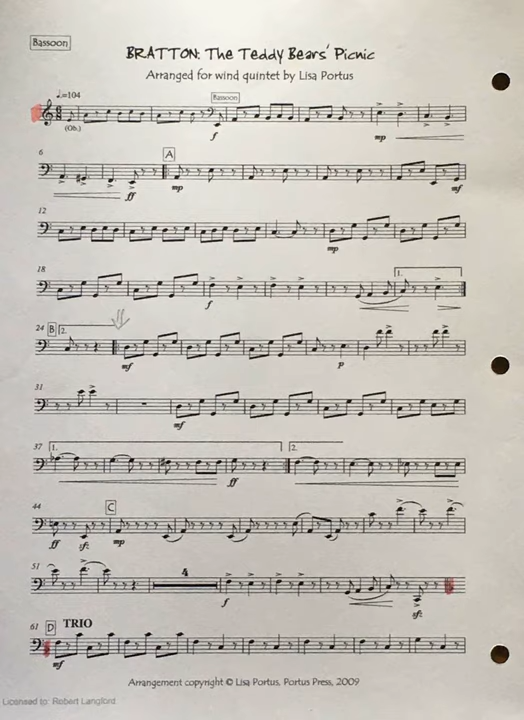 Bassoon
BRATTON: The Teddy Bears' Picnic
Arranged for wind quintet by Lisa Portus
♩.=104
Bassoon
(Ob.)
f
mp
6
A
ff
mp
mf
12
mp
18
1.
f
24
B
2.
mf
p
31
mf
37
1.
2.
ff
44
C
ff
sfz
mp
51
4
f
sfz
61
D
TRIO
mf
Arrangement copyright © Lisa Portus, Portus Press, 2009
Licensed to: Robert Langford